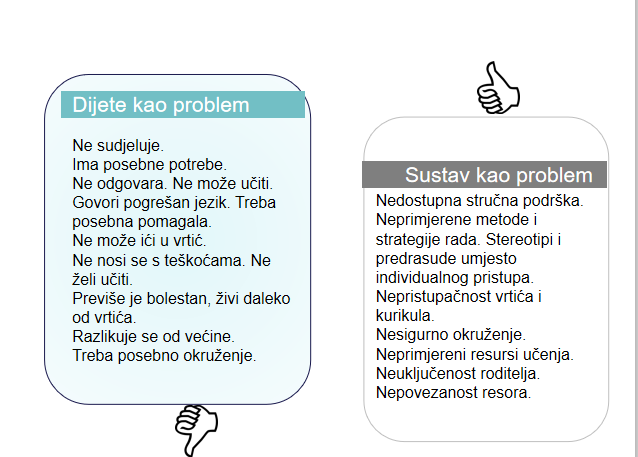 Dijete kao problem
Ne sudjeluje.
Ima posebne potrebe.
Ne odgovara. Ne može učiti.
Govori pogrešan jezik. Treba
posebna pomagala.
Ne može ići u vrtić.
Ne nosi se s teškoćama. Ne
želi učiti.
Previše je bolestan, živi daleko
od vrtića.
Razlikuje se od većine.
Treba posebno okruženje.
Sustav kao problem
Nedostupna stručna podrška.
Neprimjerene metode i
strategije rada. Stereotipi i
predrasude umjesto
individualnog pristupa.
Nepristupačnost vrtića i
kurikula.
Nesigurno okruženje.
Neprimjereni resursi učenja.
Neuključenost roditelja.
Nepovezanost resora.